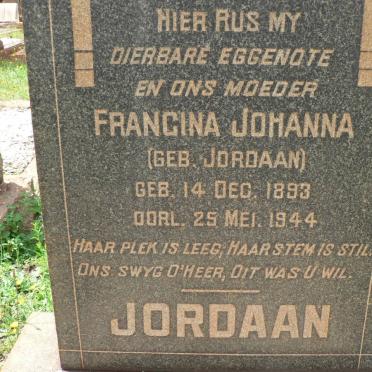 HIER RUS MY
DIERBARE EGGENOTE
EN ONS MOEDER
FRANCINA JOHANNA
(GEB. JORDAAN)
GEB. 14 DEC. 1893
OORL. 25 MEI. 1944
HAAR PLEK IS LEEG, HAAR STEM IS STIL.
ONS SWYG O'HEER, DIT WAS U WIL.
JORDAAN